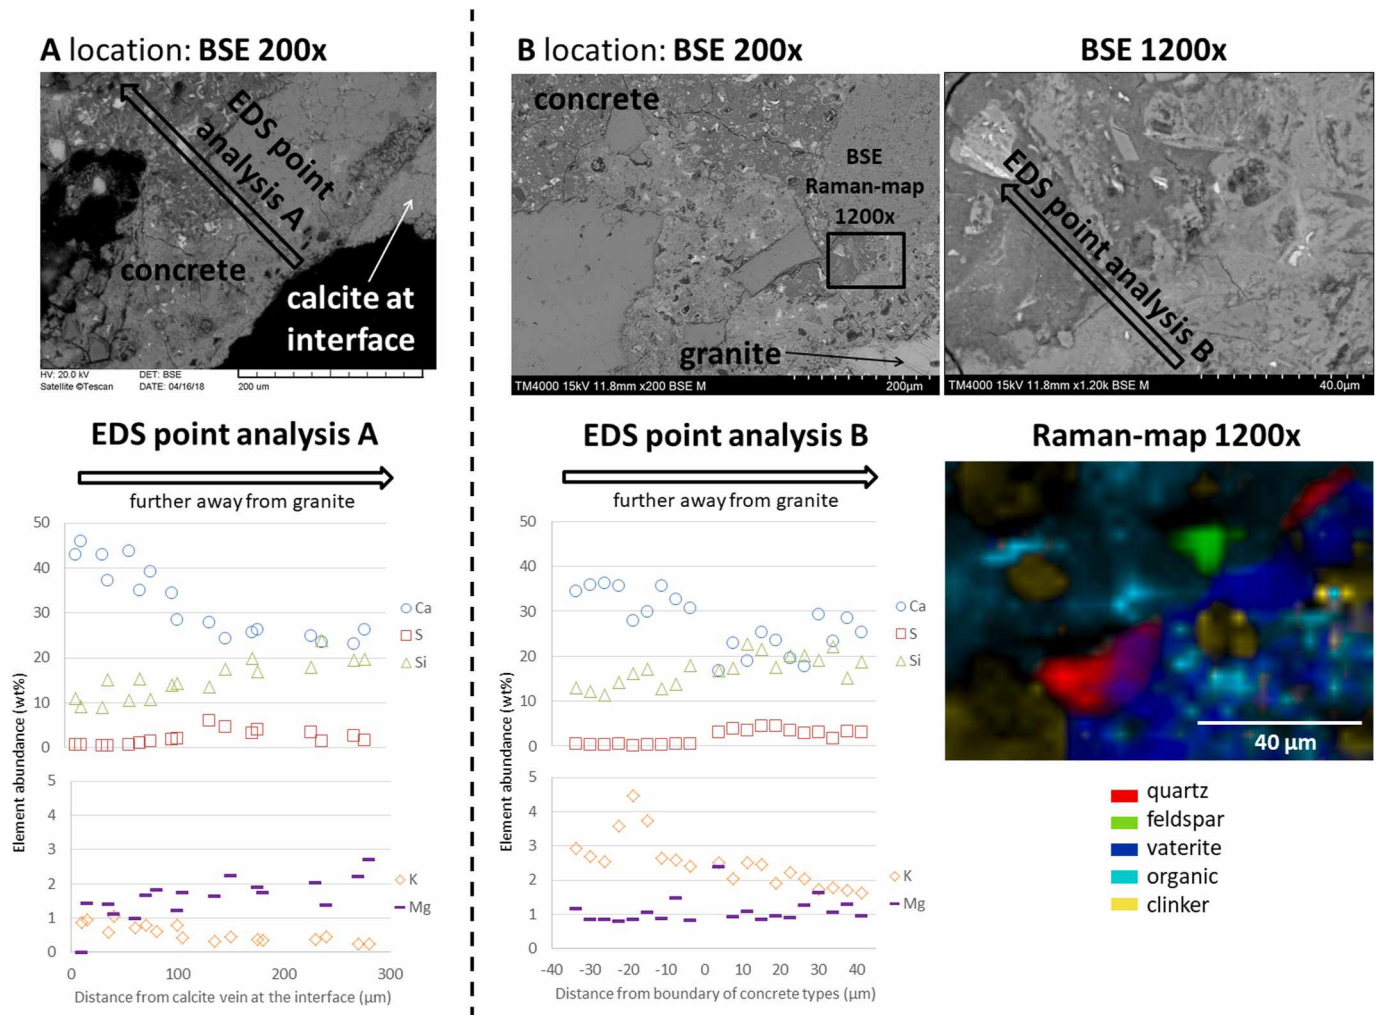 A location: BSE 200x
EDS point
analysis A
concrete
calcite at
interface
HV: 20.0 kV
DET: BSE
Satellite ©Tescan
DATE: 04/16/18
200 um
B location: BSE 200x
BSE 1200x
concrete
BSE
Raman-map
1200x
granite
TM4000 15kV 11.8mm x200 BSE M
200µm
EDS point analysis B
TM4000 15kV 11.8mm x1.20k BSE M
40.0µm
EDS point analysis A
further away from granite
50
40
30
20
10
0
Ca
S
Si
Element abundance (wt%)
5
4
3
2
1
0
K
Mg
0
100
200
300
Distance from calcite vein at the interface (µm)
EDS point analysis B
further away from granite
50
40
30
20
10
0
Ca
S
Si
Element abundance (wt%)
5
4
3
2
1
0
K
Mg
-40
-30
-20
-10
0
10
20
30
40
Distance from boundary of concrete types (µm)
Raman-map 1200x
40 µm
quartz
feldspar
vaterite
organic
clinker